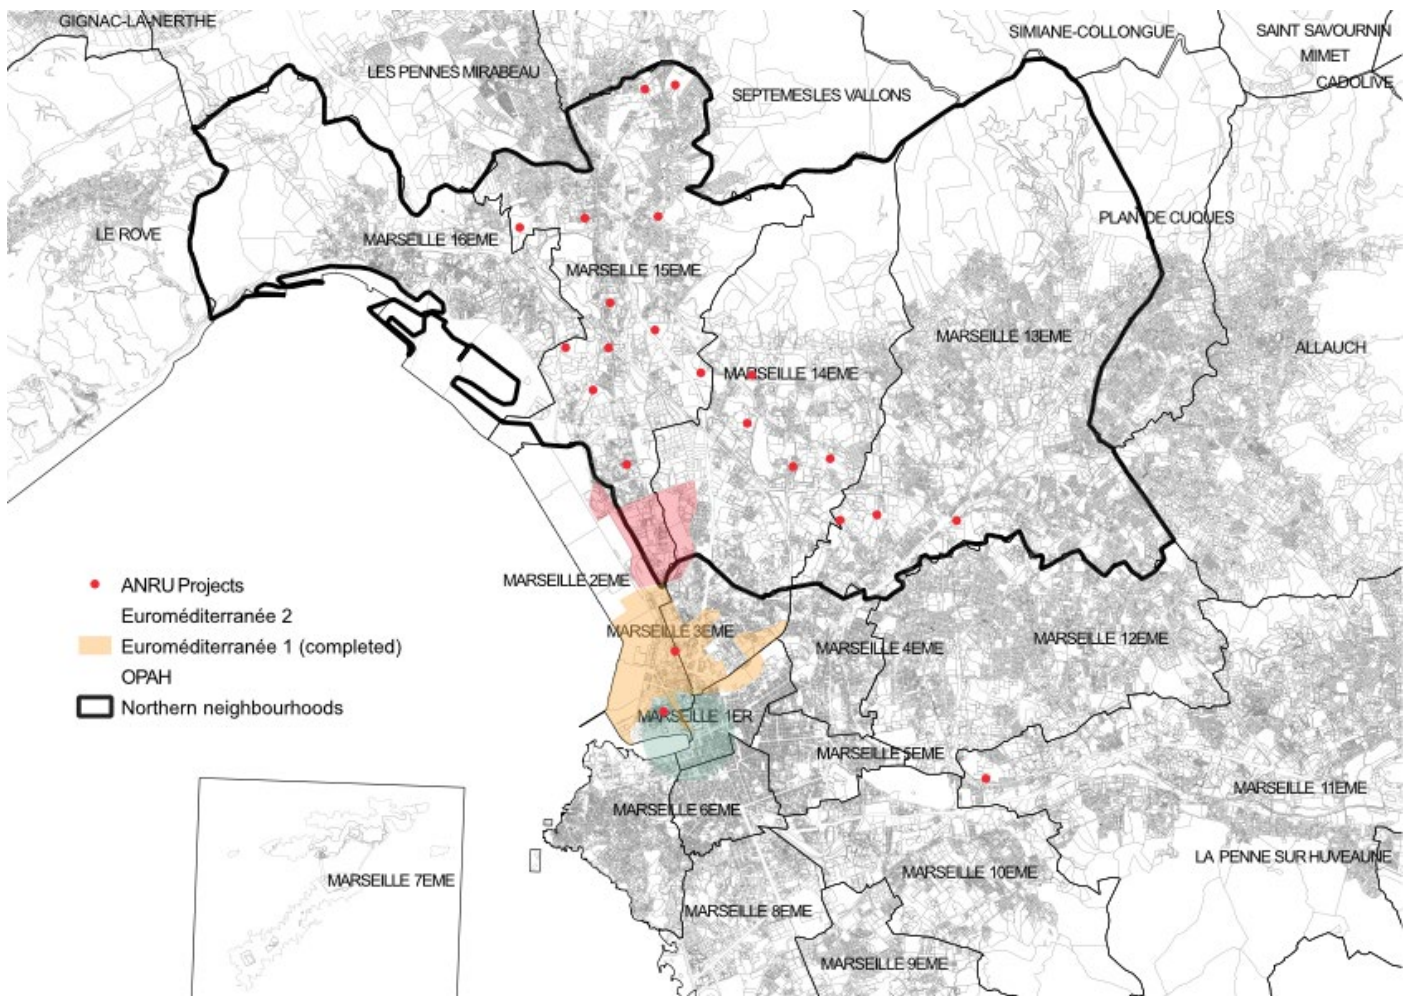 GIGNAC-LA-NERTHE
SIMIANE-COLLONGUE
SAINT SAVOURNIN
MIMET
LES PENNES MIRABEAU
CADOLIVE
SEPTEMES LES VALLONS
PLAN DE CUQUES
LE ROVE
MARSEILLE 16EME
MARSEILLE 15EME
MARSEILLE 13EME
ALLAUCH
MARSEILLE 14EME
MARSEILLE 2EME
ANRU Projects
Euroméditerranée 2
Euroméditerranée 1 (completed)
OPAH
Northern neighbourhoods
MARSEILLE 3EME
MARSEILLE 4EME
MARSEILLE 12EME
MARSEILLE 1ER
MARSEILLE 5EME
MARSEILLE 11EME
MARSEILLE 6EME
LA PENNE SUR HUVEAUNE
MARSEILLE 7EME
MARSEILLE 10EME
MARSEILLE 8EME
MARSEILLE 9EME